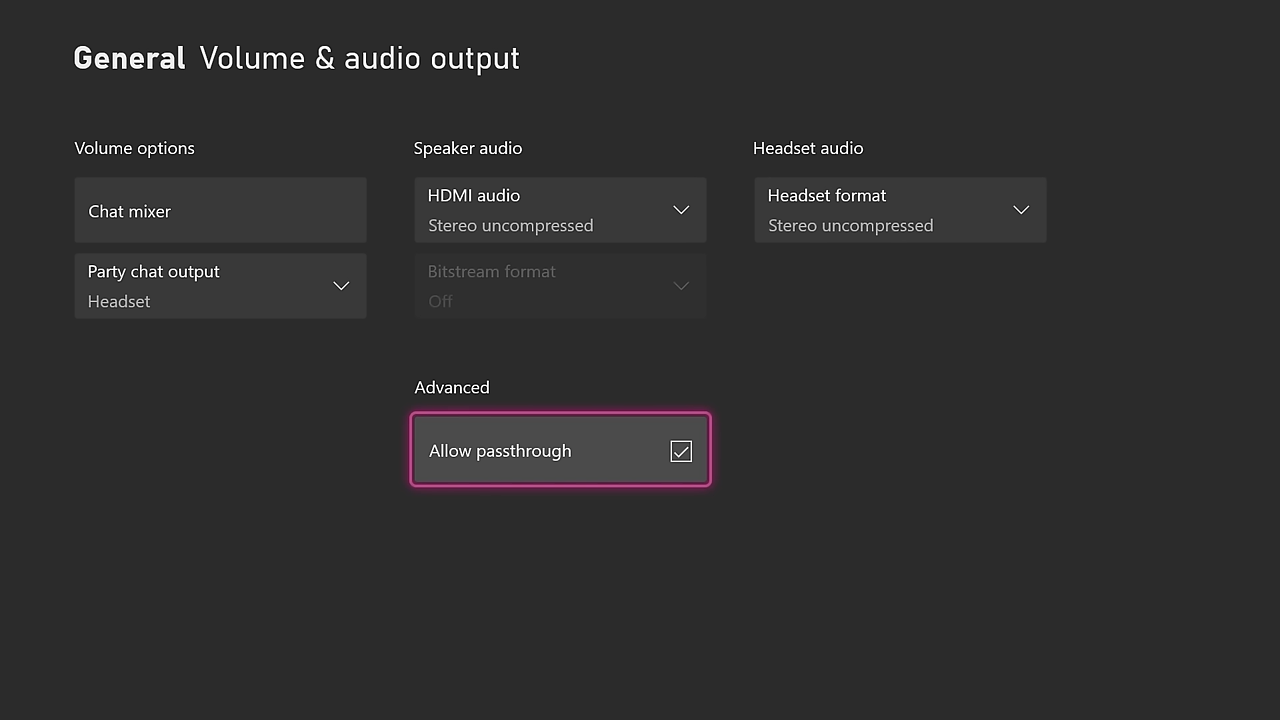 General Volume & audio output
Volume options
Chat mixer
Party chat output
Headset
Speaker audio
HDMI audio
Stereo uncompressed
Bitstream format
Off
Advanced
Allow passthrough
Headset audio
Headset format
Stereo uncompressed